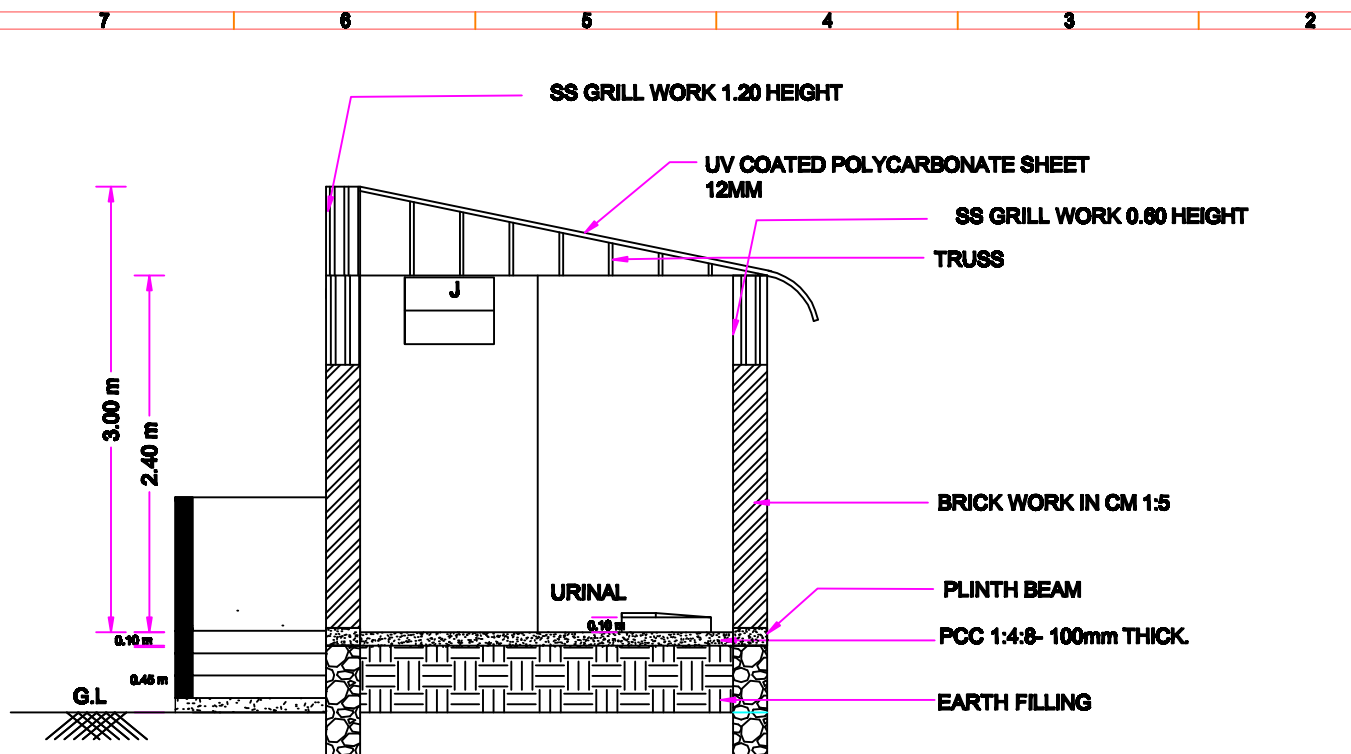 7 6 5 4 3 2
SS GRILL WORK 1.20 HEIGHT
UV COATED POLYCARBONATE SHEET
12MM
SS GRILL WORK 0.60 HEIGHT
TRUSS
J
3.00 m
2.40 m
BRICK WORK IN CM 1:5
URINAL
PLINTH BEAM
0.10 m
0.10 m
PCC 1:4:8- 100mm THICK.
0.45 m
G.L
EARTH FILLING